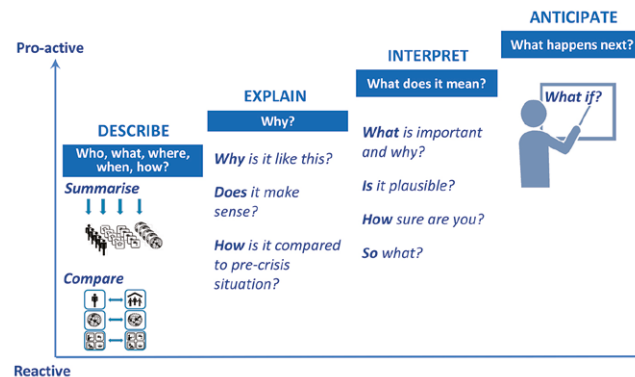 ANTICIPATE
What happens next?
Pro-active
INTERPRET
What does it mean?
What if?
EXPLAIN
Why?
What is important
and why?
Is it plausible?
How sure are you?
So what?
DESCRIBE
Who, what, where,
when, how?
Why is it like this?
Does it make
sense?
How is it compared
to pre-crisis
situation?
Summarise
Compare
Reactive